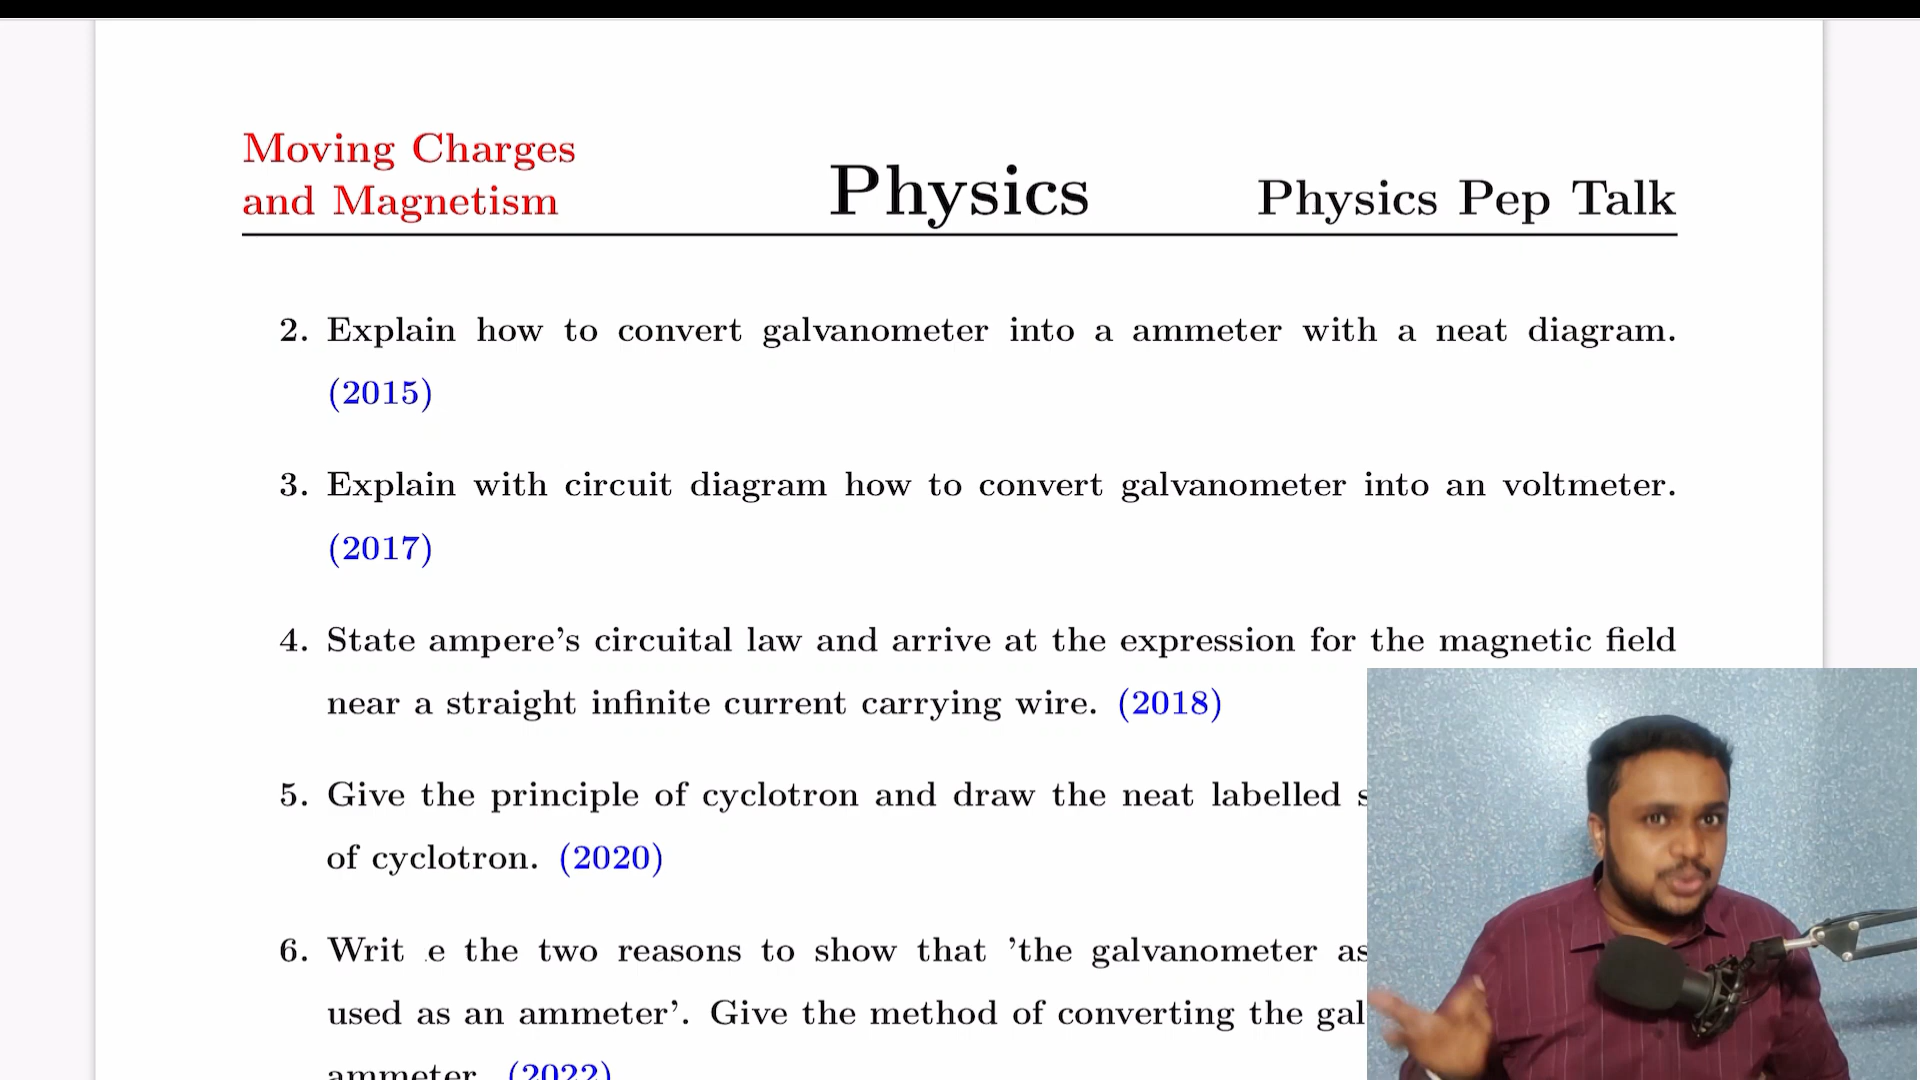 Moving Charges
and Magnetism
Physics
Physics Pep Talk
2. Explain how to convert galvanometer into a ammeter with a neat diagram.
(2015)
3. Explain with circuit diagram how to convert galvanometer into an voltmeter.
(2017)
4. State ampere's circuital law and arrive at the expression for the magnetic field
near a straight infinite current carrying wire. (2018)
5. Give the principle of cyclotron and draw the neat labelled
of cyclotron. (2020)
6. Writ e the two reasons to show that 'the galvanometer as
used as an ammeter'. Give the method of converting the gal
ammeter. (2022)